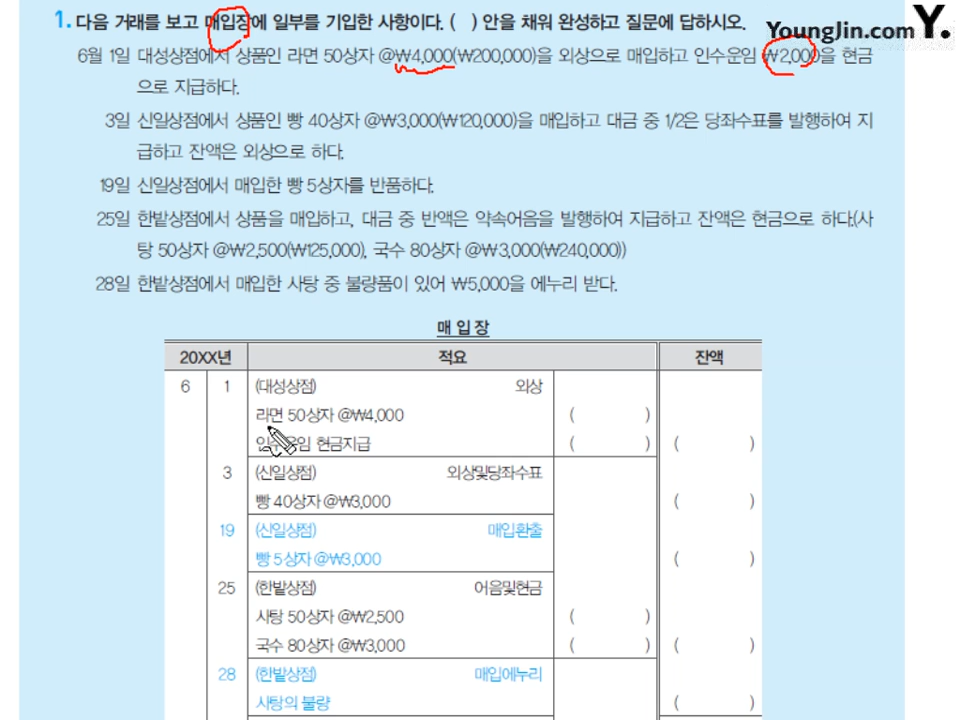 1. 다음 거래를 보고 매입장에 일부를 기입한 사항이다. ( ) 안을 채워 완성하고 질문에 답하시오.
Younglin.com Y.
6월 1일 대성상점에서 상품인 라면 50상자 @₩4,000(₩200,000)을 외상으로 매입하고 인수운임 ₩2,000을 현금
으로 지급하다.
3일 신일상점에서 상품인 빵 40상자 @₩3,000(₩120,000)을 매입하고 대금 중 1/2은 당좌수표를 발행하여 지
급하고 잔액은 외상으로 하다.
19일 신일상점에서 매입한 빵 5상자를 반품하다.
25일 한밭상점에서 상품을 매입하고, 대금 중 반액은 약속어음을 발행하여 지급하고 잔액은 현금으로 하다.(사
탕 50상자 @₩2,500(₩125,000), 국수 80상자 @₩3,000(₩240,000))
28일 한밭상점에서 매입한 사탕 중 불량품이 있어 ₩5,000을 에누리 받다.
매 입 장
20XX년 적요 잔액
6 1 (대성상점) 외상
라면 50상자 @₩4,000 ( )
인수운임 현금지급 ( ) ( )
3 (신일상점) 외상및당좌수표
빵 40상자 @₩3,000 ( )
19 (신일상점) 매입환출
빵 5상자 @₩3,000 ( )
25 (한밭상점) 어음및현금
사탕 50상자 @₩2,500 ( )
국수 80상자 @₩3,000 ( ) ( )
28 (한밭상점) 매입에누리
사탕의 불량 ( )